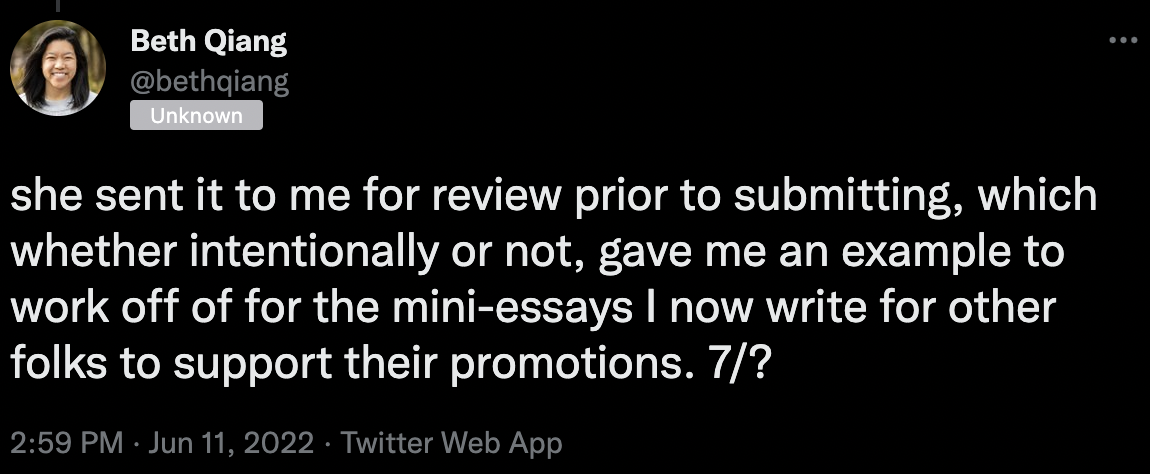 Beth Qiang
@bethqiang
Unknown
she sent it to me for review prior to submitting, which
whether intentionally or not, gave me an example to
work off of for the mini-essays I now write for other
folks to support their promotions. 7/?
2:59 PM · Jun 11, 2022 · Twitter Web App